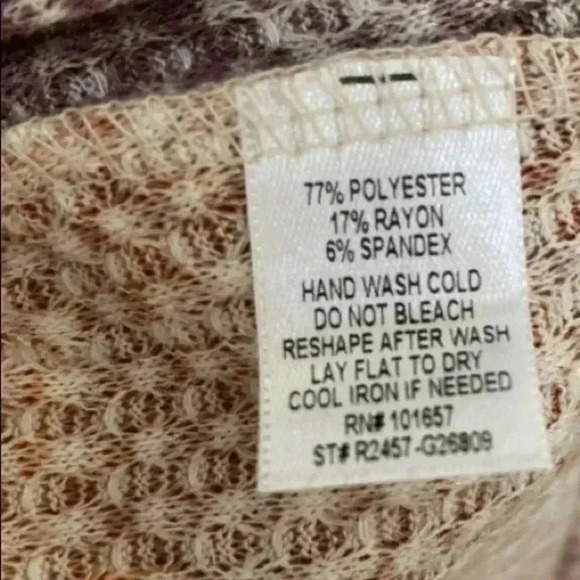 77% POLYESTER
17% RAYON
6% SPANDEX
HAND WASH COLD
DO NOT BLEACH
RESHAPE AFTER WASH
LAY FLAT TO DRY
COOL IRON IF NEEDED
RN# 101657
ST# R2457-G26809